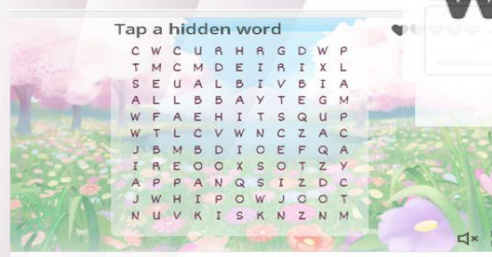 Tap a hidden word
C W C U R H R G D W P
T M C M D E I R I X L
S E U A L B I V B I A
A L L B B A Y T E G M
W F A E H I T S Q U P
W T L C V W N C Z A C
J B M B D I O E F Q A
I R E O O X S O T Z Y
A P P A N Q S I Z D C
J W H I P O W J O O T
N U V K I S K N Z N M